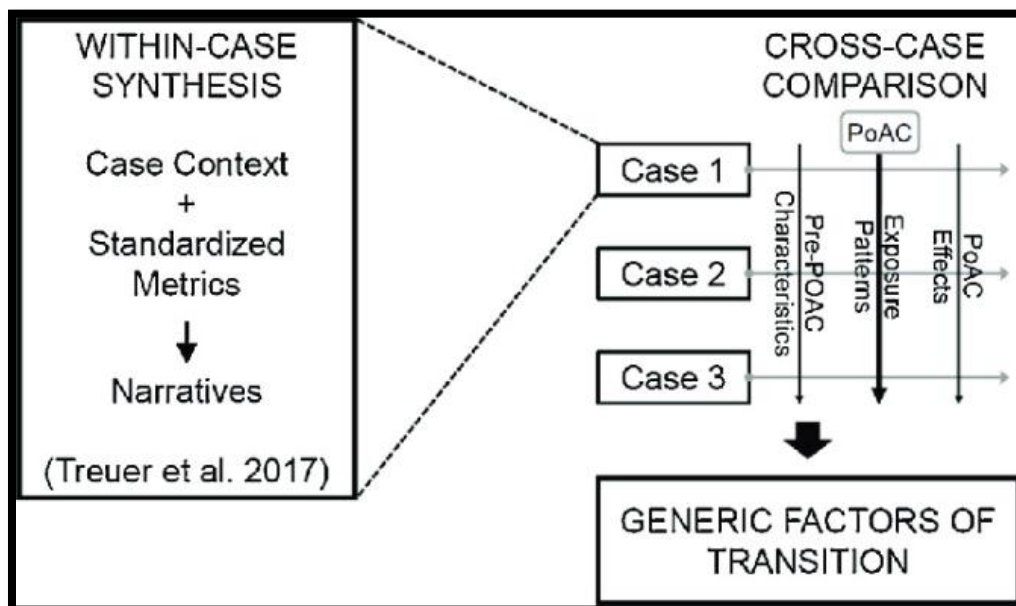 WITHIN-CASE
SYNTHESIS
Case Context
+
Standardized
Metrics
Narratives
(Treuer et al. 2017)
CROSS-CASE
COMPARISON
PoAC
Case 1
Case 2
Case 3
Pre-POAC
Characteristics
Exposure
Patterns
PoAC
Effects
GENERIC FACTORS OF
TRANSITION